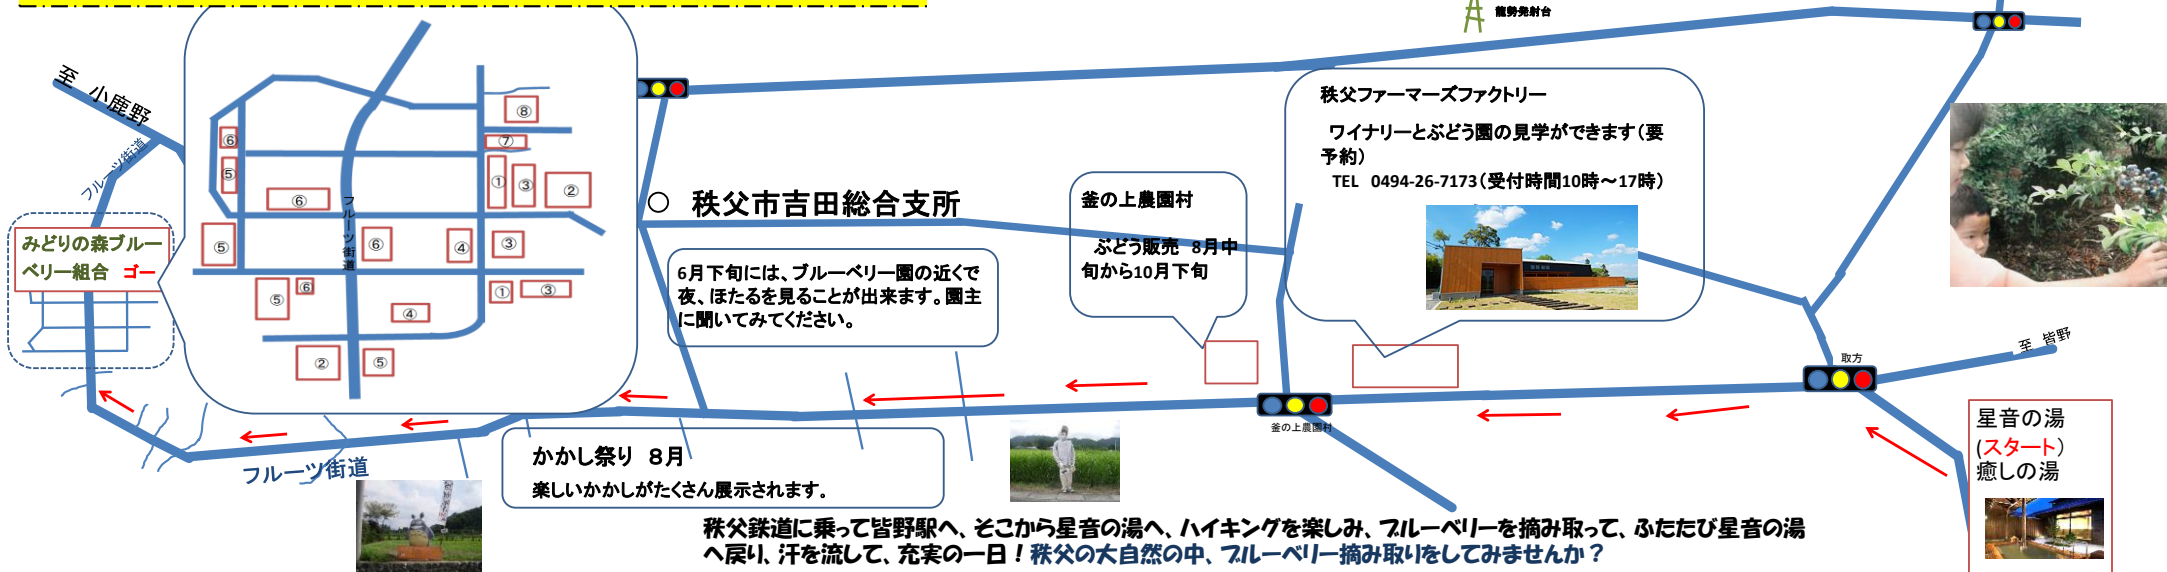 龍勢発射台
至 小鹿野
フルーツ街道
⑧
⑦
⑥
⑤
①
③
②
⑥
フルーツ街道
⑤
⑥
④
③
⑤
⑥
④
①
③
②
⑤
みどりの森ブルー
ベリー組合 ゴー
○ 秩父市吉田総合支所
6月下旬には、ブルーベリー園の近くで
夜、ほたるを見ることが出来ます。園主
に聞いてみてください。
釜の上農園村
ぶどう販売 8月中
旬から10月下旬
秩父ファーマーズファクトリー
ワイナリーとぶどう園の見学ができます(要
予約)
TEL 0494-26-7173(受付時間10時～17時)
取方
至 皆野
釜の上農園村
星音の湯
(スタート)
癒しの湯
フルーツ街道
かかし祭り 8月
楽しいかかしがたくさん展示されます。
秩父鉄道に乗って皆野駅へ、そこから星音の湯へ、ハイキングを楽しみ、ブルーベリーを摘み取って、ふたたび星音の湯
へ戻り、汗を流して、充実の一日！秩父の大自然の中、ブルーベリー摘み取りをしてみませんか？